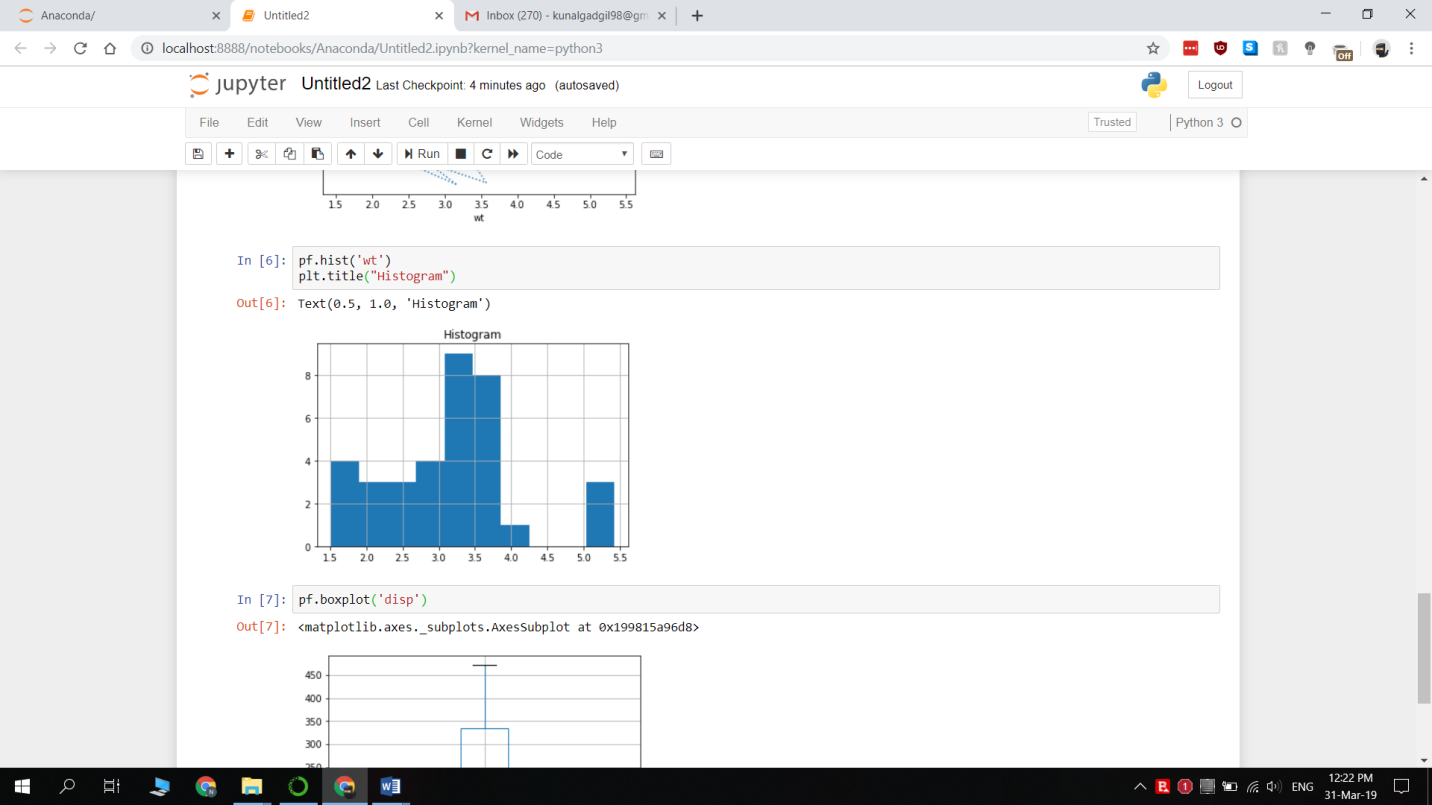 Anaconda/
Untitled2
Inbox (270) - kunalgadgil98@gm
localhost:8888/notebooks/Anaconda/Untitled2.ipynb?kernel_name=python3
Off
jupyter Untitled2 Last Checkpoint: 4 minutes ago (autosaved)
Logout
File Edit View Insert Cell Kernel Widgets Help
Trusted
Python 3
Run
Code
1.5 2.0 2.5 3.0 3.5 4.0 4.5 5.0 5.5
wt
In [6]: pf.hist('wt')
plt.title("Histogram")
Out[6]: Text(0.5, 1.0, 'Histogram')
Histogram
8
6
4
2
0
1.5 2.0 2.5 3.0 3.5 4.0 4.5 5.0 5.5
In [7]: pf.boxplot('disp')
Out[7]: <matplotlib.axes._subplots.AxesSubplot at 0x199815a96d8>
450
400
350
300
250
ENG
12:22 PM
31-Mar-19